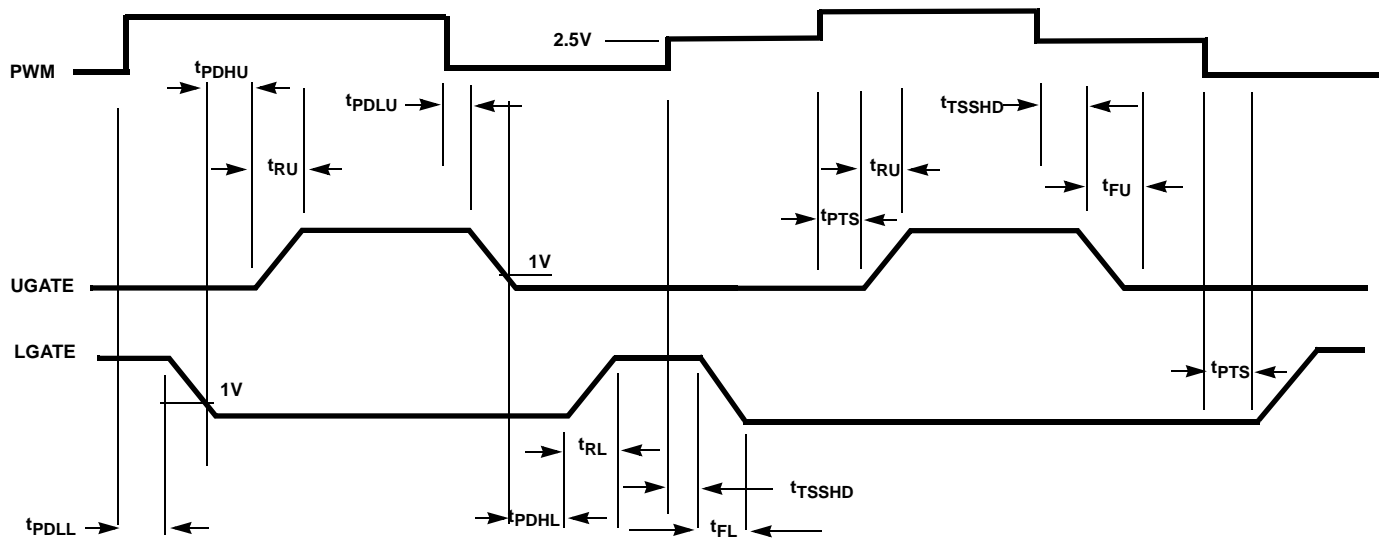 2.5V
PWM
tPDHU
tPDLU
tTSSHD
tRU
tRU
tFU
tPTS
1V
UGATE
LGATE
1V
tPTS
tRL
tTSSHD
tPDLL
tPDHL
tFL